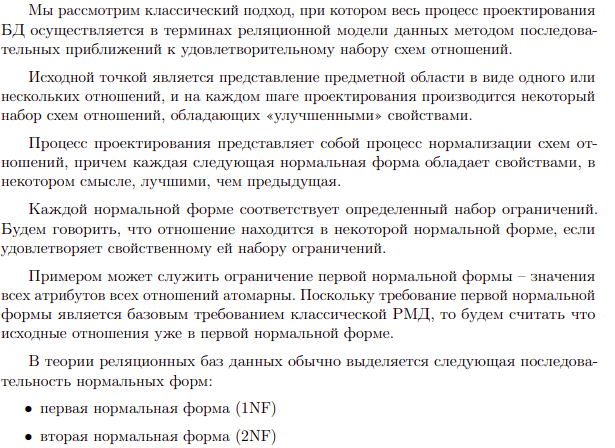 Мы рассмотрим классический подход, при котором весь процесс проектирования
БД осуществляется в терминах реляционной модели данных методом последова-
тельных приближений к удовлетворительному набору схем отношений.
Исходной точкой является представление предметной области в виде одного или
нескольких отношений, и на каждом шаге проектирования производится некоторый
набор схем отношений, обладающих «улучшенными» свойствами.
Процесс проектирования представляет собой процесс нормализации схем от-
ношений, причем каждая следующая нормальная форма обладает свойствами, в
некотором смысле, лучшими, чем предыдущая.
Каждой нормальной форме соответствует определенный набор ограничений.
Будем говорить, что отношение находится в некоторой нормальной форме, если
удовлетворяет свойственному ей набору ограничений.
Примером может служить ограничение первой нормальной формы – значения
всех атрибутов всех отношений атомарны. Поскольку требование первой нормальной
формы является базовым требованием классической РМД, то будем считать что
исходные отношения уже в первой нормальной форме.
В теории реляционных баз данных обычно выделяется следующая последова-
тельность нормальных форм:
• первая нормальная форма (1NF)
• вторая нормальная форма (2NF)